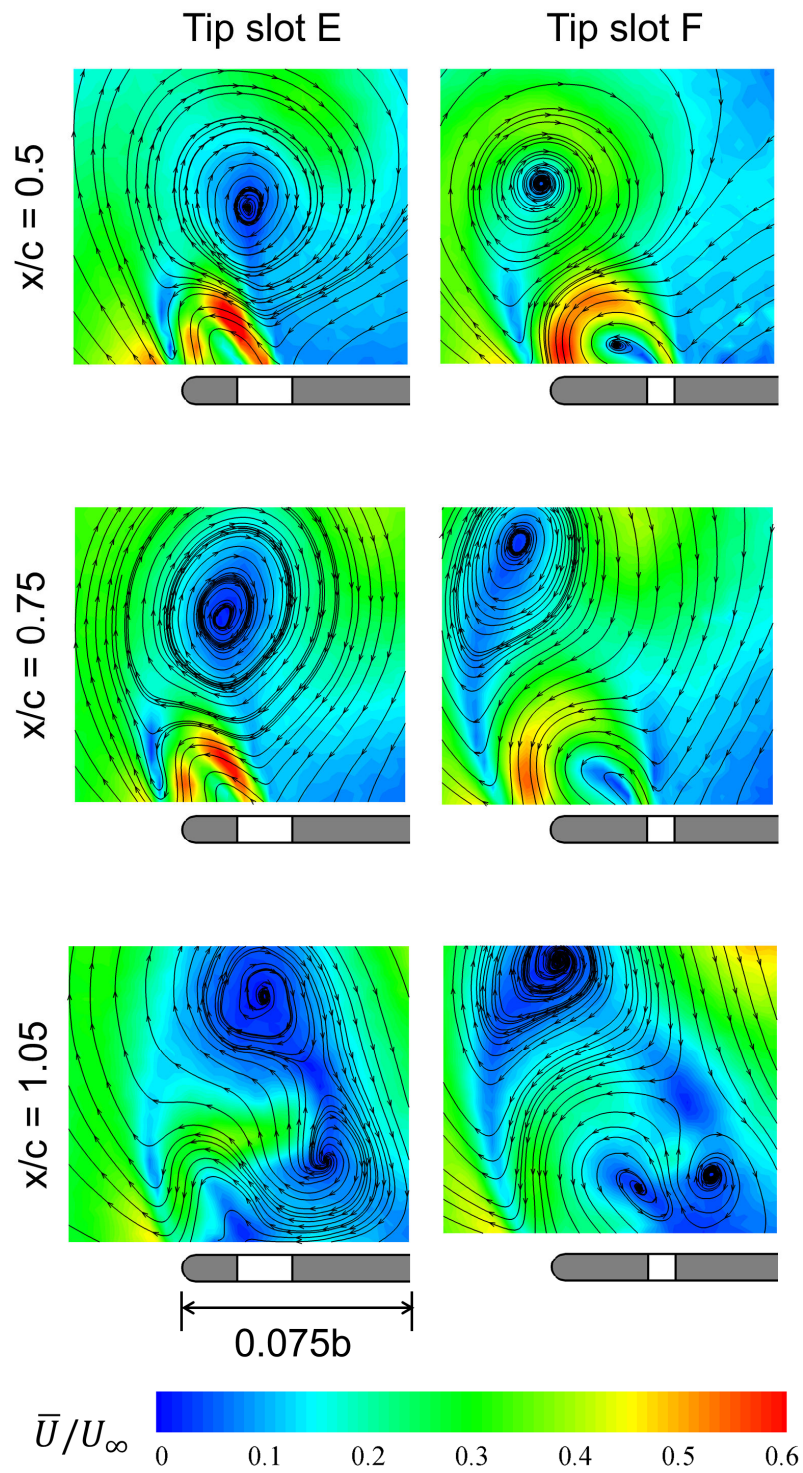 Tip slot E Tip slot F
x/c = 0.5
x/c = 0.75
x/c = 1.05
0.075b
U̅/U∞
0 0.1 0.2 0.3 0.4 0.5 0.6